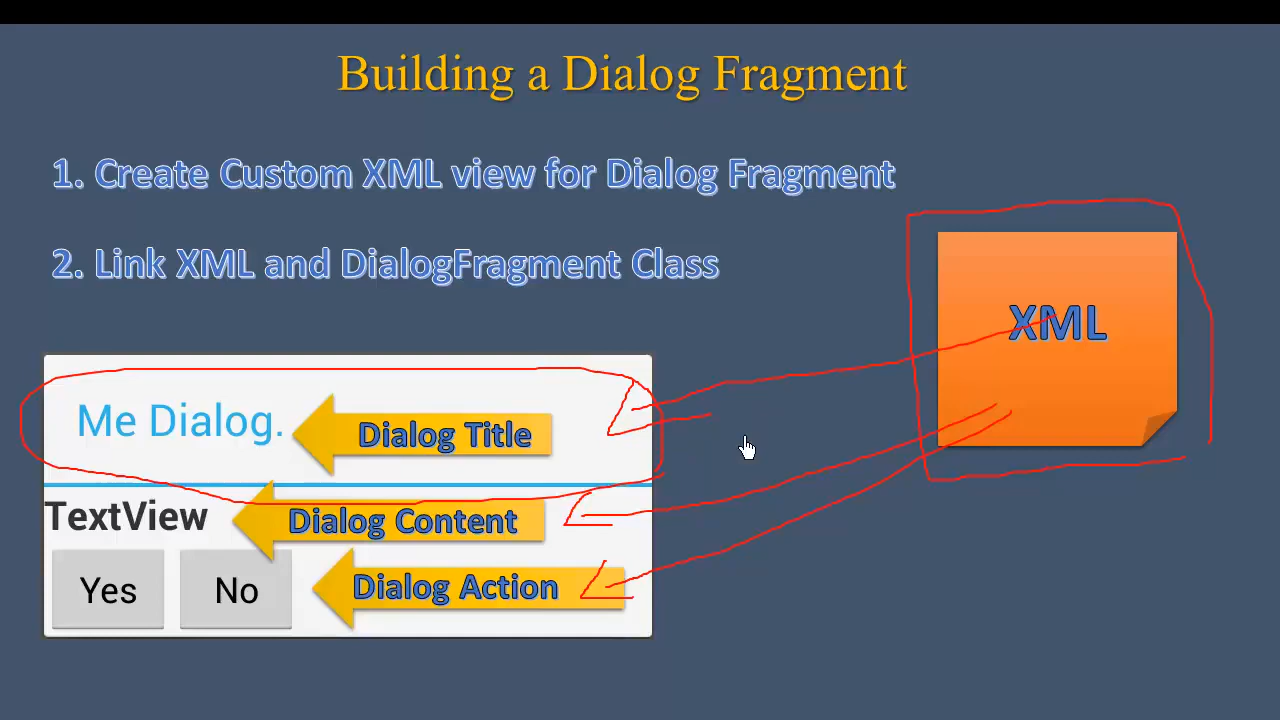 Building a Dialog Fragment
1. Create Custom XML view for Dialog Fragment
2. Link XML and DialogFragment Class
XML
Me Dialog.
Dialog Title
TextView
Dialog Content
Yes
No
Dialog Action